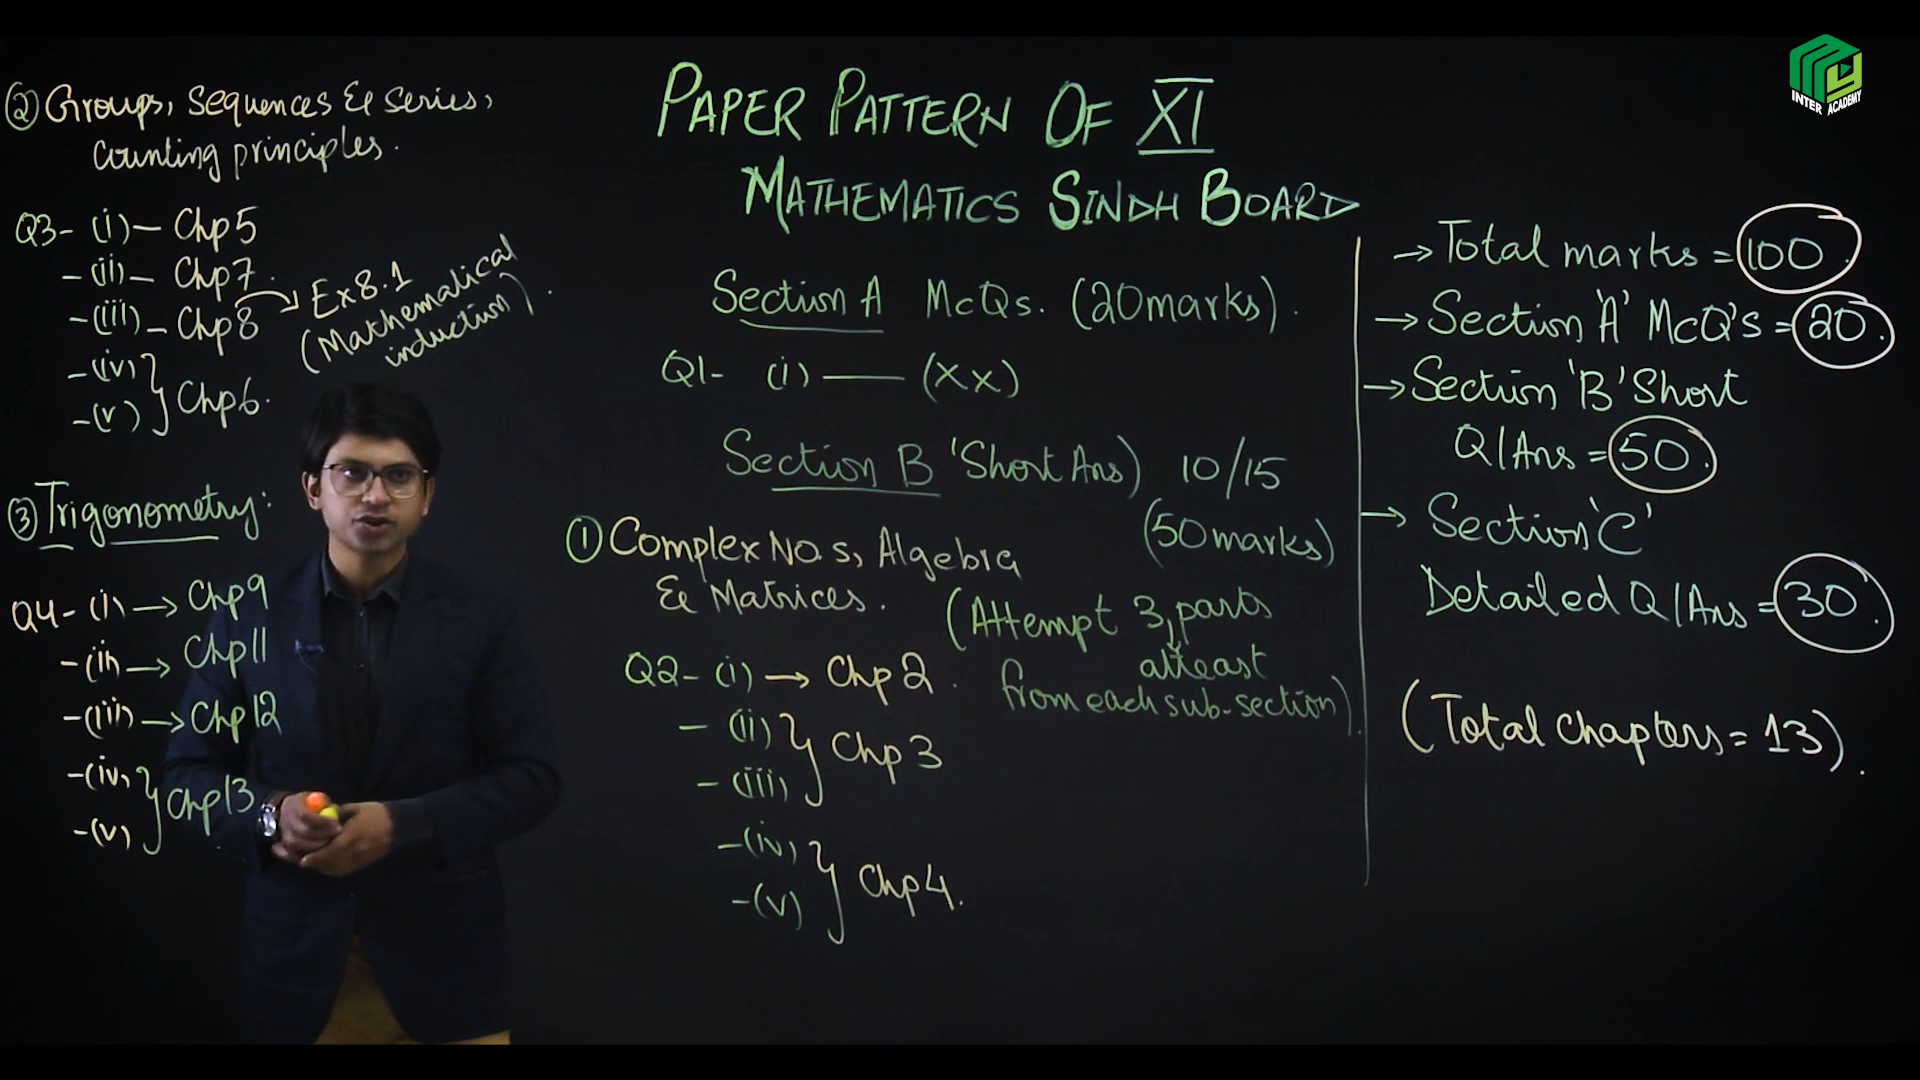 ② Groups, Sequences & Series,
Counting principles.
Q3- (i) - Chp 5
- (ii) - Chp 7.
- (iii) - Chp 8 → Ex 8.1
(Mathematical
induction).
- (iv)
- (v) } Chp 6.
③ Trigonometry:
Q4 - (i) → Chp 9
- (ii) → Chp 11
- (iii) → Chp 12
- (iv)
- (v) } Chp 13
PAPER PATTERN OF XI
MATHEMATICS SINDH BOARD
Section A McQs. (20 marks).
Q1- (i) — (xx)
Section B 'Short Ans) 10/15
(50 marks)
① Complex No.s, Algebra
& Matrices.
(Attempt 3, parts
atleast
from each sub-section).
Q2- (i) → Chp 2.
- (ii)
- (iii) } Chp 3
- (iv)
- (v) } Chp 4.
→ Total marks = 100.
→ Section 'A' McQ's = 20.
→ Section 'B' Short
Q/Ans = 50.
→ Section 'C'
Detailed Q/Ans = 30.
(Total Chapters = 13).
INTER ACADEMY